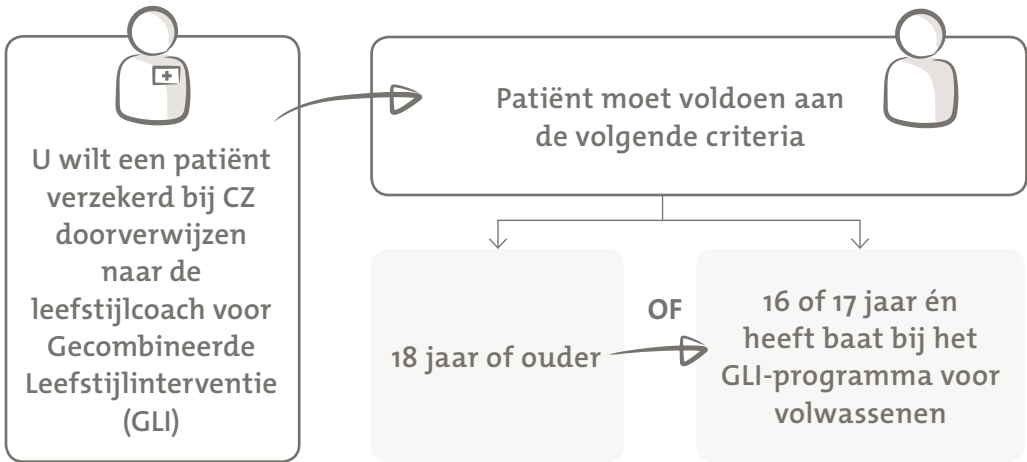 U wilt een patiënt
verzekerd bij CZ
doorverwijzen
naar de
leefstijlcoach voor
Gecombineerde
Leefstijlinterventie
(GLI)
Patiënt moet voldoen aan
de volgende criteria
18 jaar of ouder
OF
16 of 17 jaar én
heeft baat bij het
GLI-programma voor
volwassenen